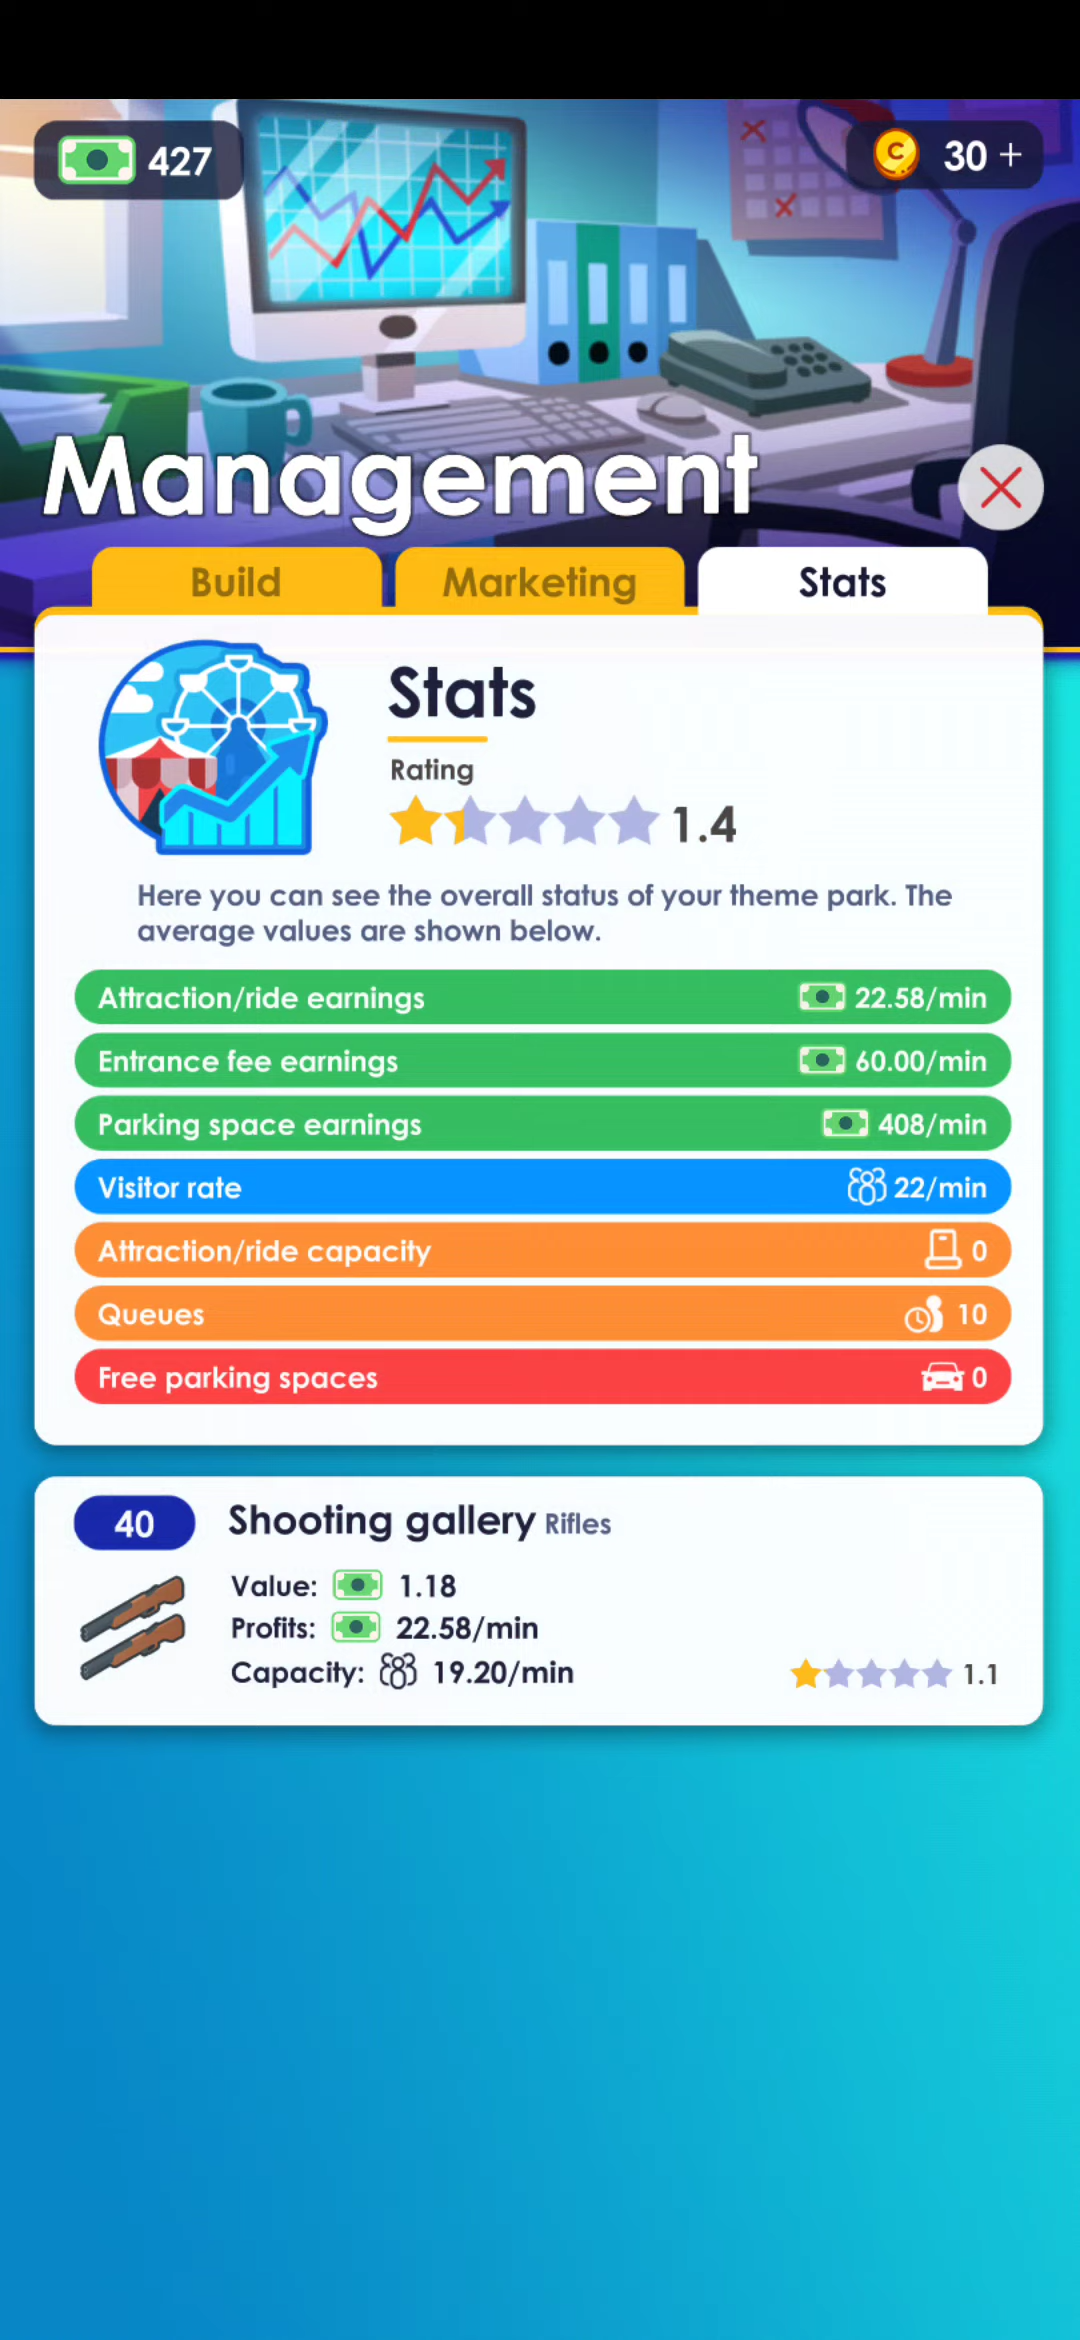 427
C
30 +
Management
Build
Marketing
Stats
Stats
Rating
1.4
Here you can see the overall status of your theme park. The
average values are shown below.
Attraction/ride earnings 22.58/min
Entrance fee earnings 60.00/min
Parking space earnings 408/min
Visitor rate 22/min
Attraction/ride capacity 0
Queues 10
Free parking spaces 0
40
Shooting gallery Rifles
Value: 1.18
Profits: 22.58/min
Capacity: 19.20/min
1.1